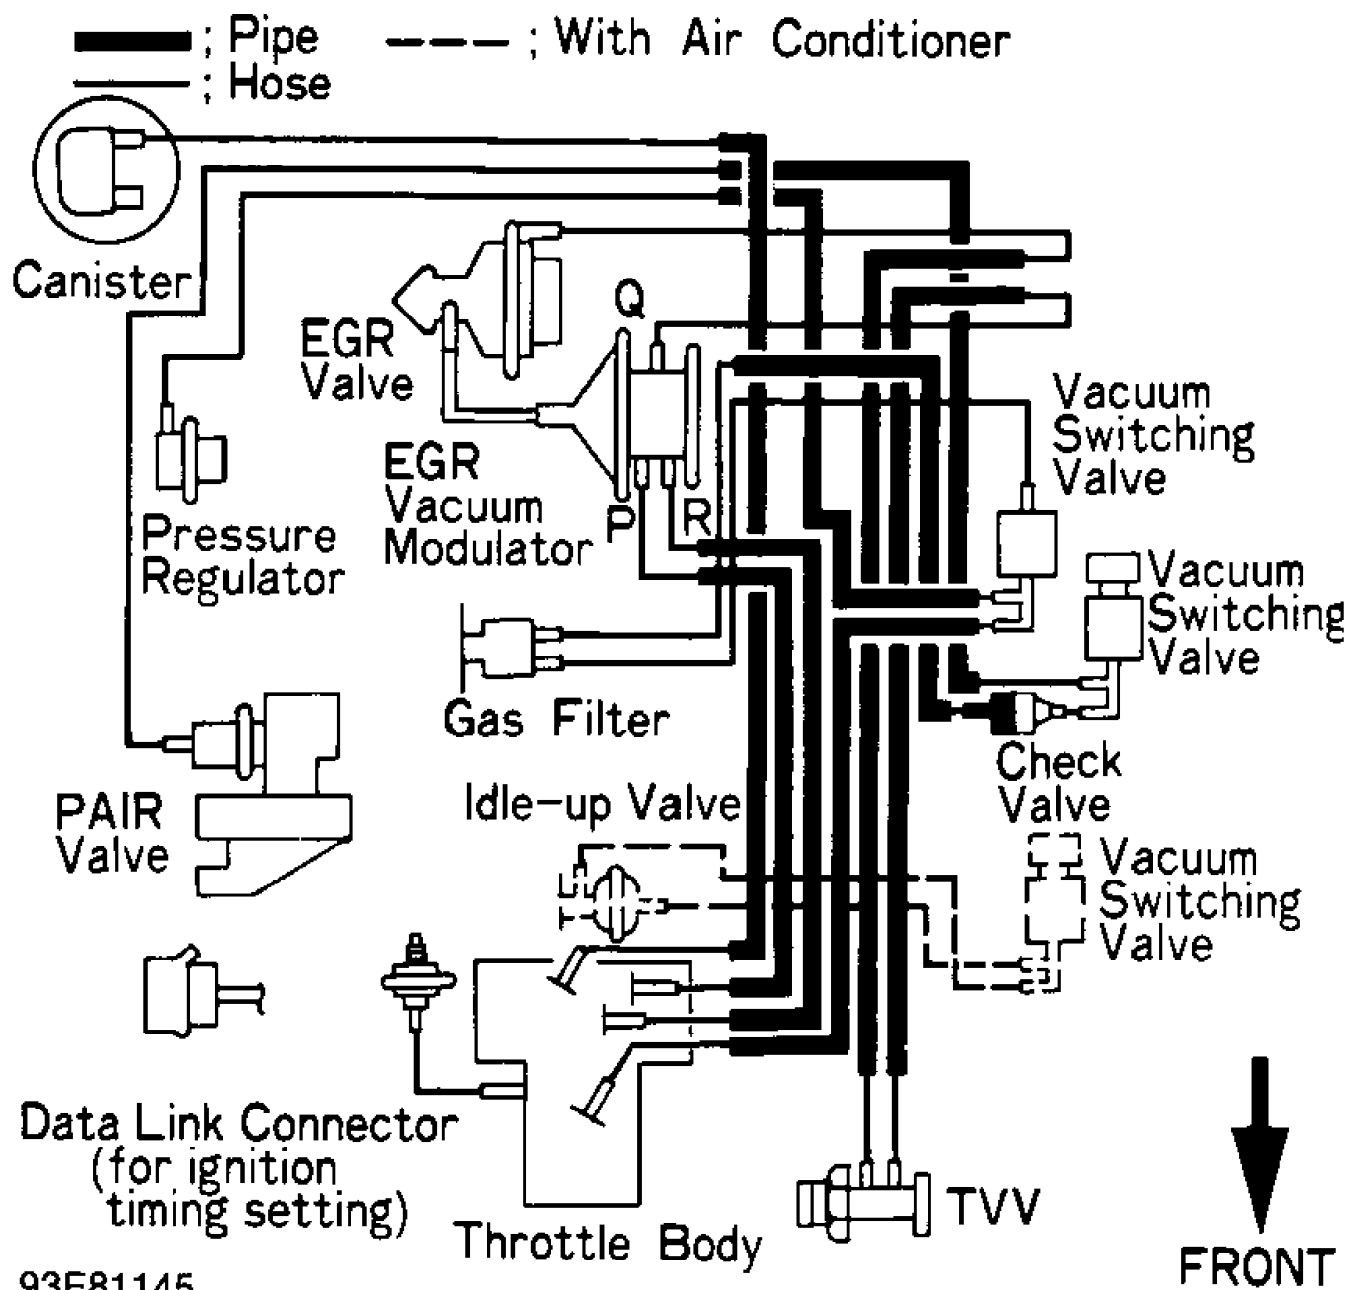 ; Pipe
; With Air Conditioner
; Hose
Canister
EGR
Valve
Q
EGR
Vacuum
Modulator
P
R
Vacuum
Switching
Valve
Pressure
Regulator
Vacuum
Switching
Valve
Gas Filter
Check
Valve
Idle-up Valve
PAIR
Valve
Vacuum
Switching
Valve
Data Link Connector
(for ignition
timing setting)
Throttle Body
TVV
FRONT
93E81145